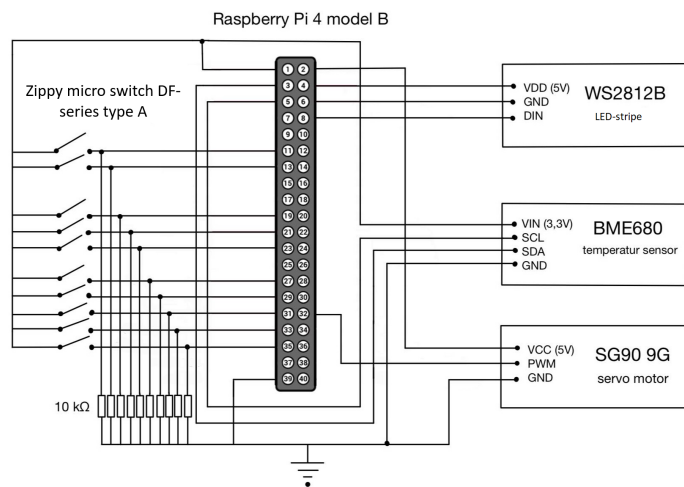 Raspberry Pi 4 model B
Zippy micro switch DF-
series type A
1 2
3 4
5 6
7 8
9 10
11 12
13 14
15 16
17 18
19 20
21 22
23 24
25 26
27 28
29 30
31 32
33 34
35 36
37 38
39 40
10 kΩ
VDD (5V)
GND
DIN
WS2812B
LED-stripe
VIN (3,3V)
SCL
SDA
GND
BME680
temperatur sensor
VCC (5V)
PWM
GND
SG90 9G
servo motor